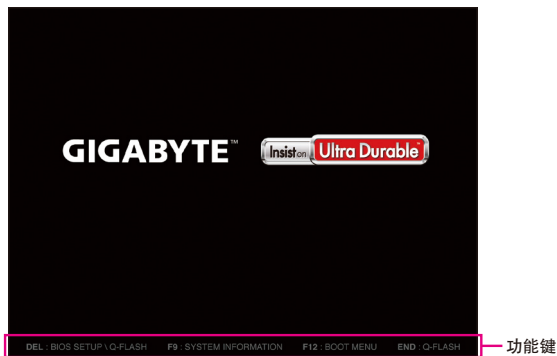 GIGABYTE™
Insist on Ultra Durable™
DEL : BIOS SETUP \ Q-FLASH F9 : SYSTEM INFORMATION F12 : BOOT MENU END : Q-FLASH
功能键